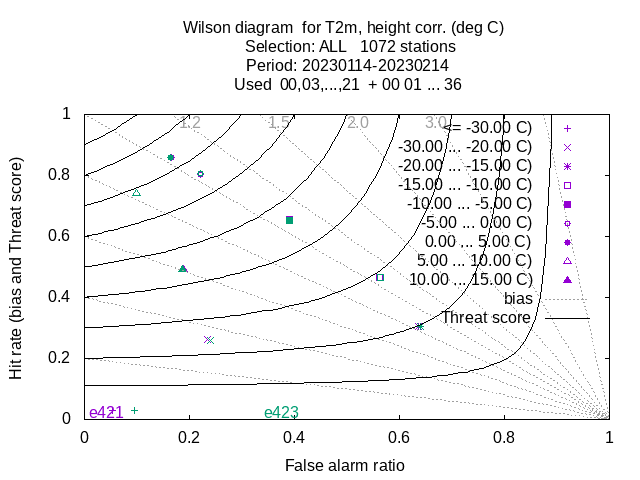 Wilson diagram  for T2m, height corr. (deg C)
Selection: ALL   1072 stations
Period: 20230114-20230214
Used  00,03,...,21  + 00 01 ... 36
Hit rate (bias and Threat score)
1
0.8
0.6
0.4
0.2
0
1.2
1.5
2.0
3.0
<= -30.00 C)
-30.00 ... -20.00 C)
-20.00 ... -15.00 C)
-15.00 ... -10.00 C)
-10.00 ... -5.00 C)
-5.00 ... 0.00 C)
0.00 ... 5.00 C)
5.00 ... 10.00 C)
10.00 ... 15.00 C)
bias
Threat score
e421
e423
0 0.2 0.4 0.6 0.8 1
False alarm ratio